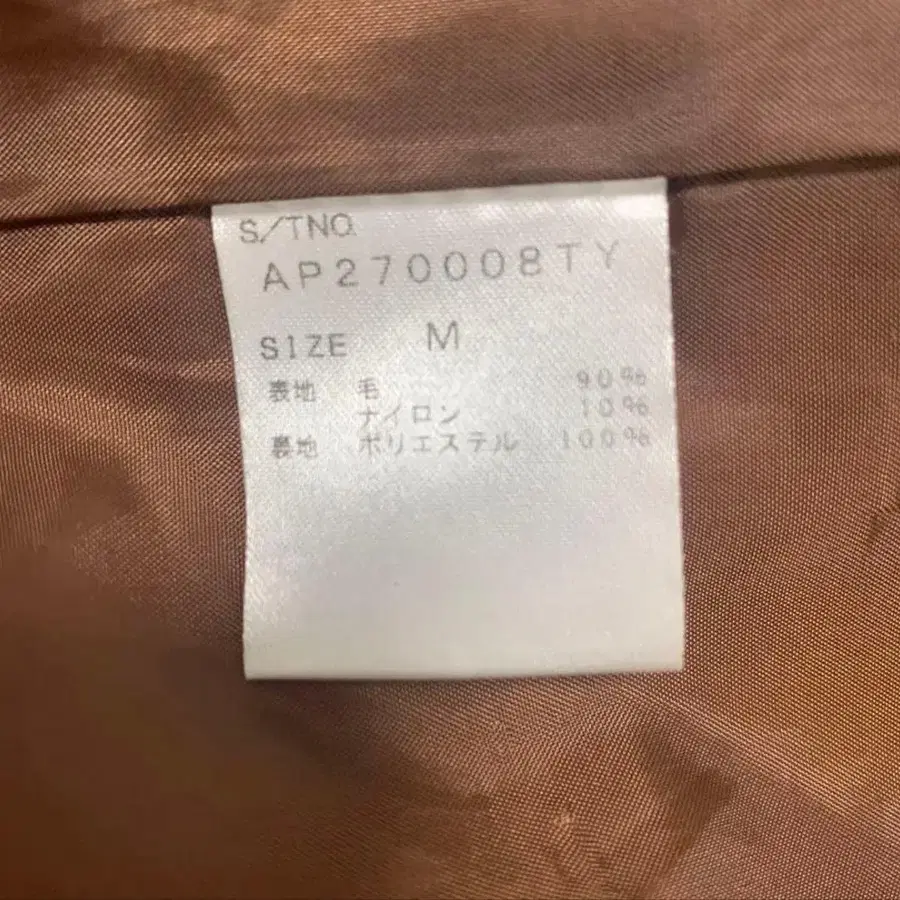 S/TNO.
AP270008TY
SIZE M
表地 毛 90%
ナイロン 10%
裏地 ポリエステル 100%